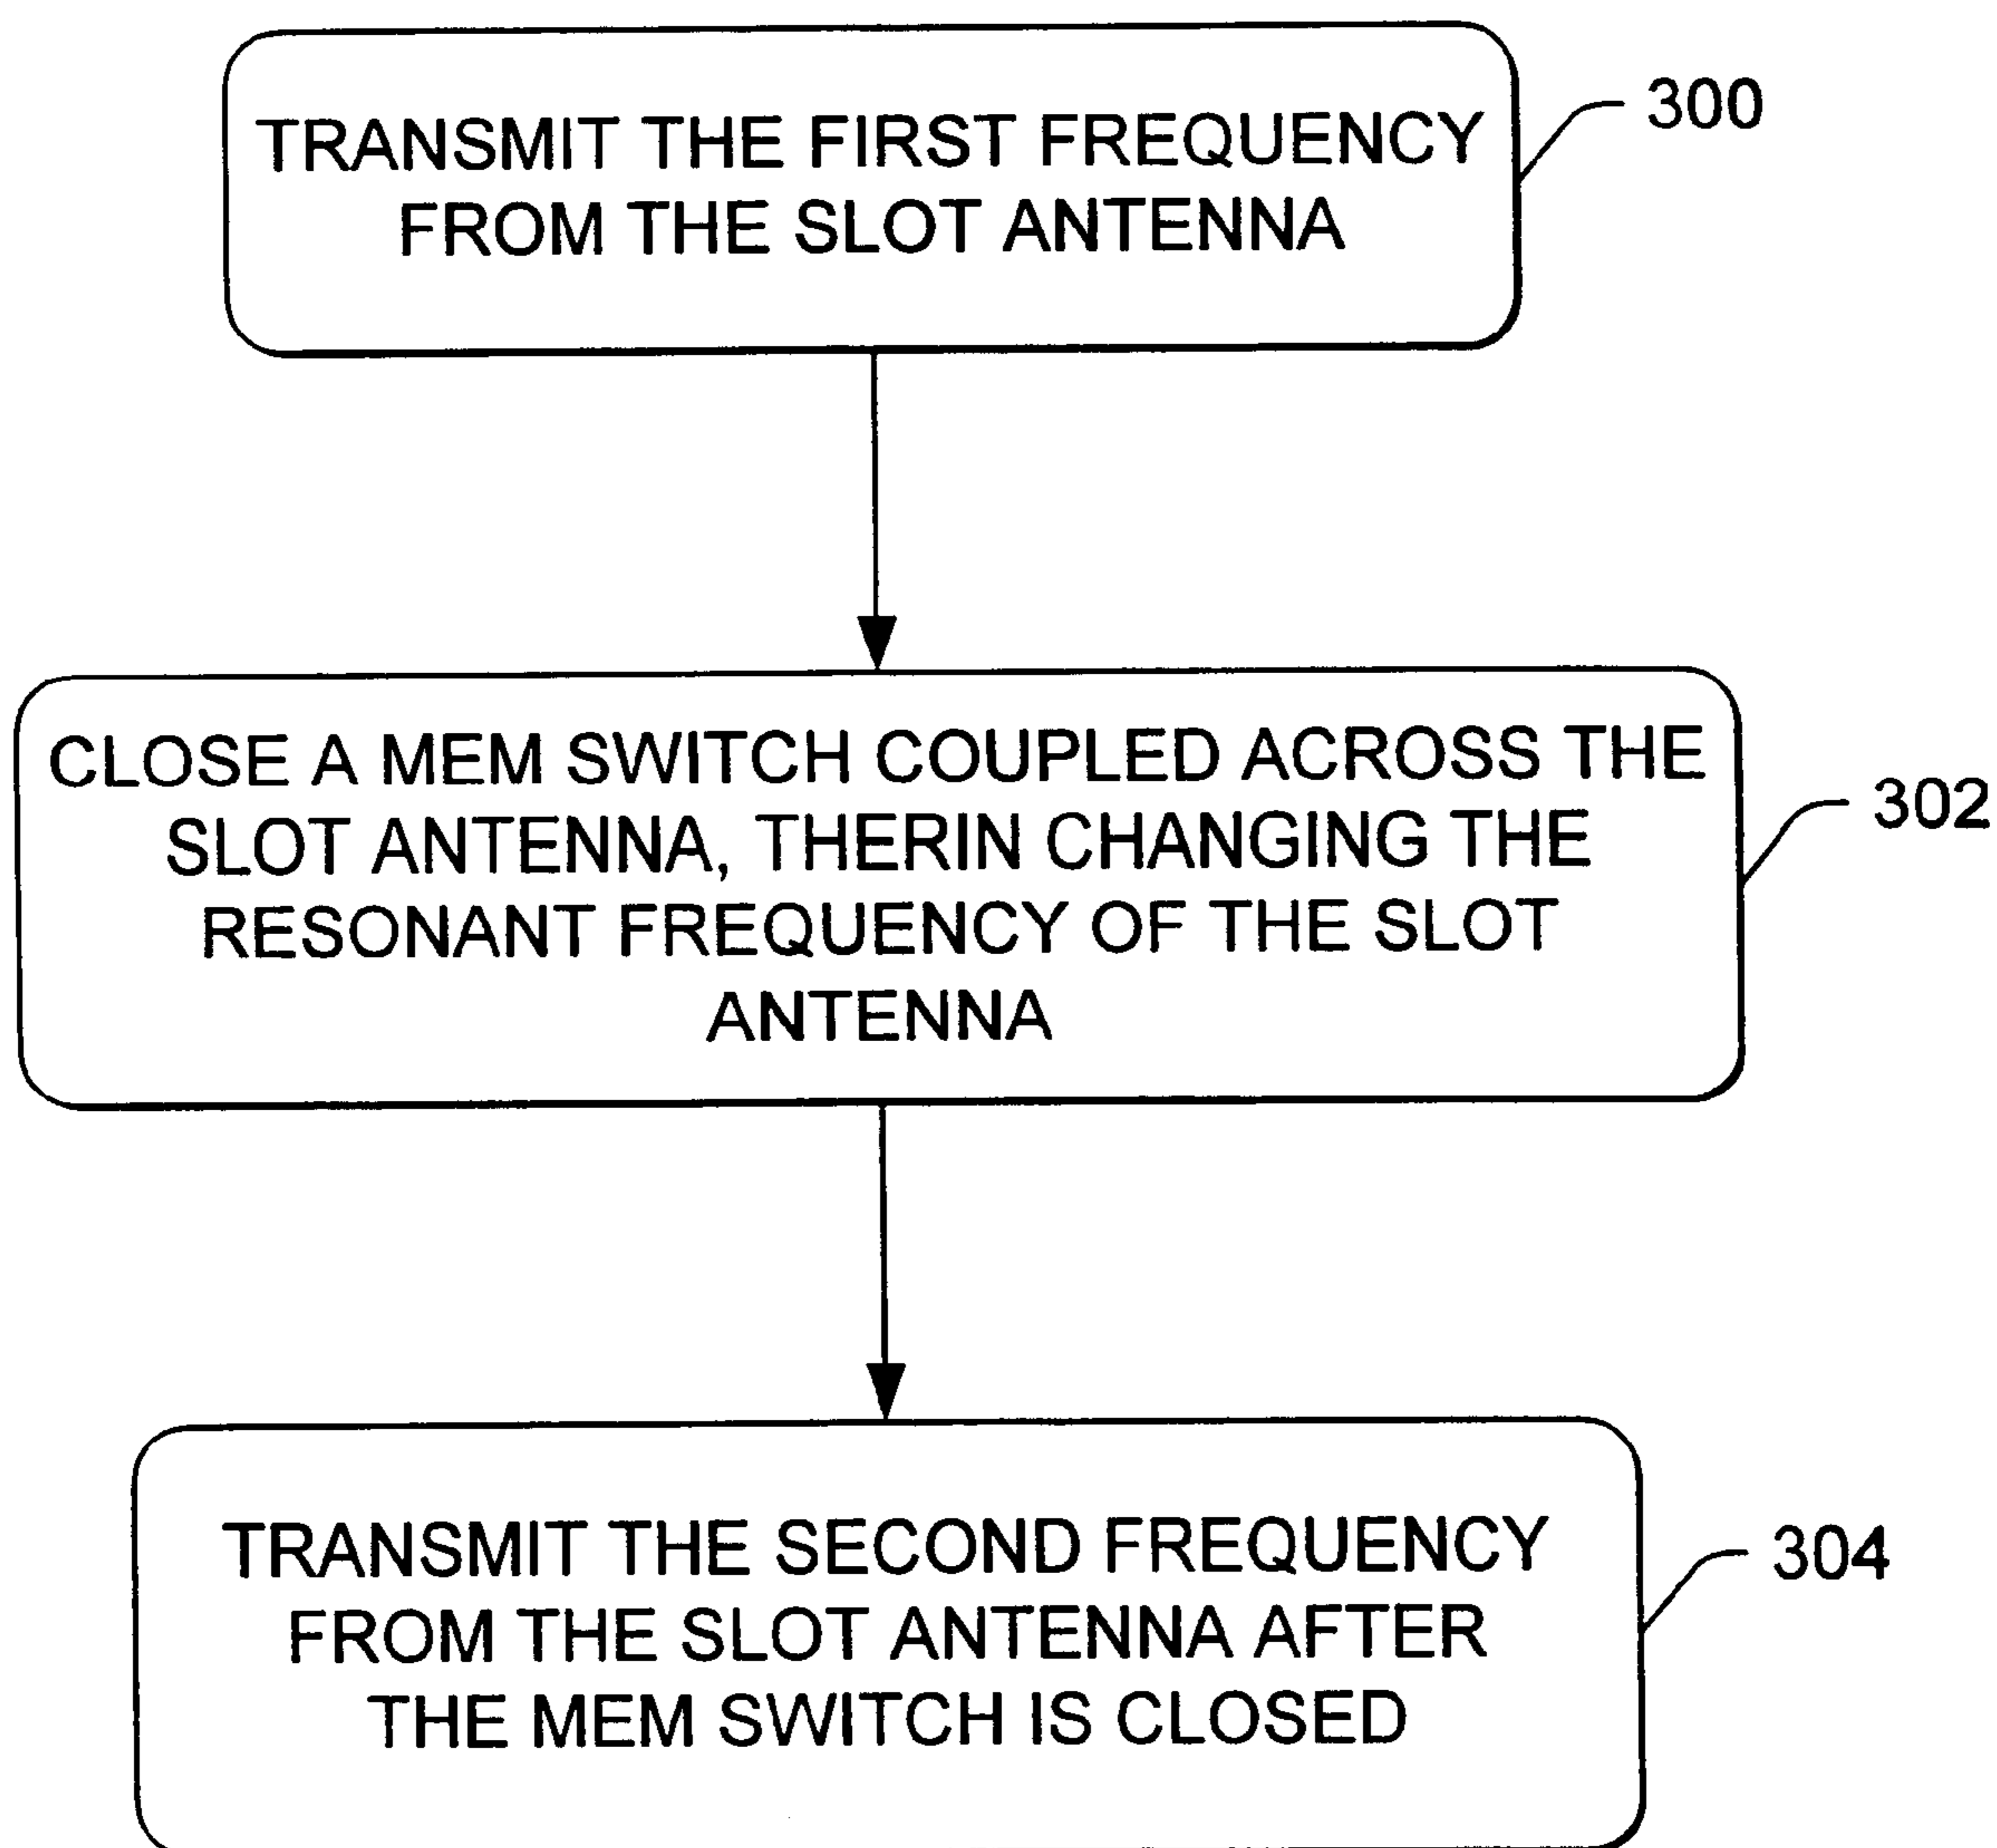 TRANSMIT THE FIRST FREQUENCY
FROM THE SLOT ANTENNA
300
CLOSE A MEM SWITCH COUPLED ACROSS THE
SLOT ANTENNA, THERIN CHANGING THE
RESONANT FREQUENCY OF THE SLOT
ANTENNA
302
TRANSMIT THE SECOND FREQUENCY
FROM THE SLOT ANTENNA AFTER
THE MEM SWITCH IS CLOSED
304